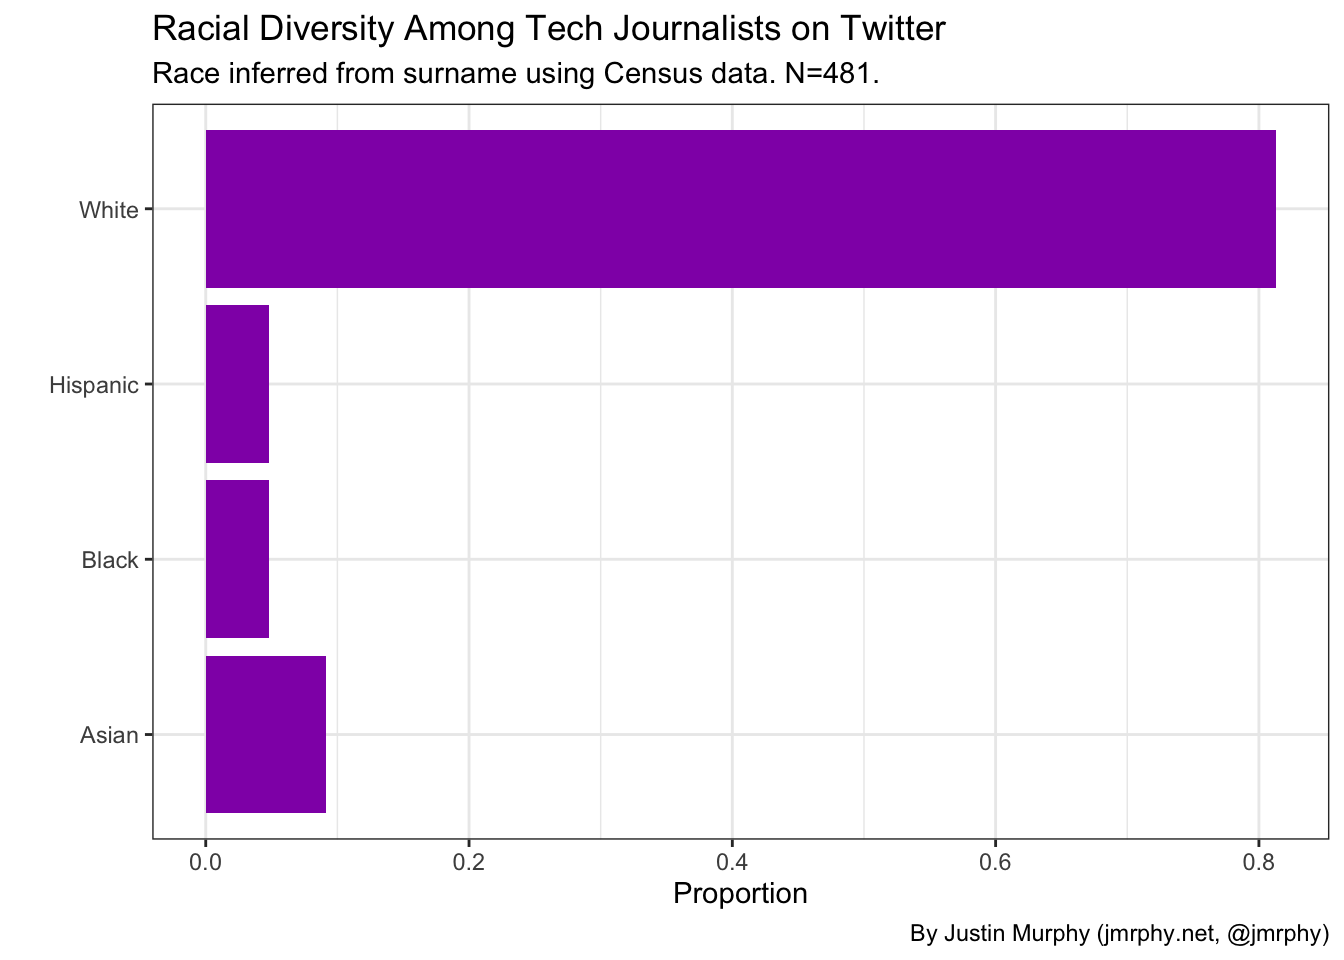 Racial Diversity Among Tech Journalists on Twitter
Race inferred from surname using Census data. N=481.
White
Hispanic
Black
Asian
0.0 0.2 0.4 0.6 0.8
Proportion
By Justin Murphy (jmrphy.net, @jmrphy)